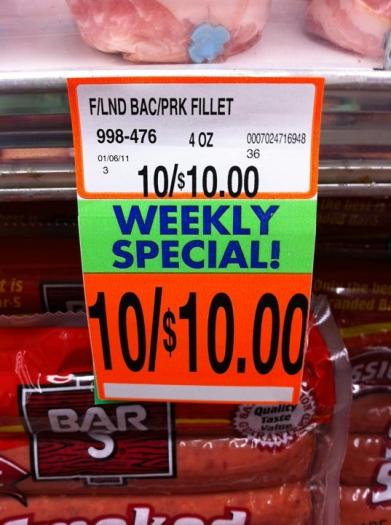 F/LND BAC/PRK FILLET
998-476 4 OZ 0007024716948
01/06/11 36
3
10/$10.00
WEEKLY
SPECIAL!
10/$10.00
BAR
S
Quality
Taste
Value